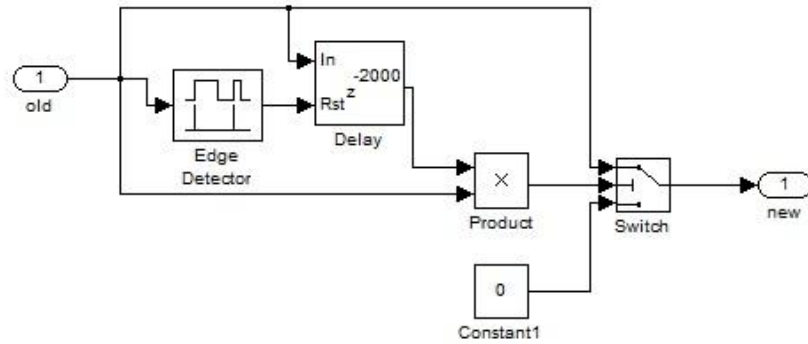 1
old
Edge
Detector
In
-2000
z
Rst
Delay
×
Product
0
Constant1
Switch
1
new